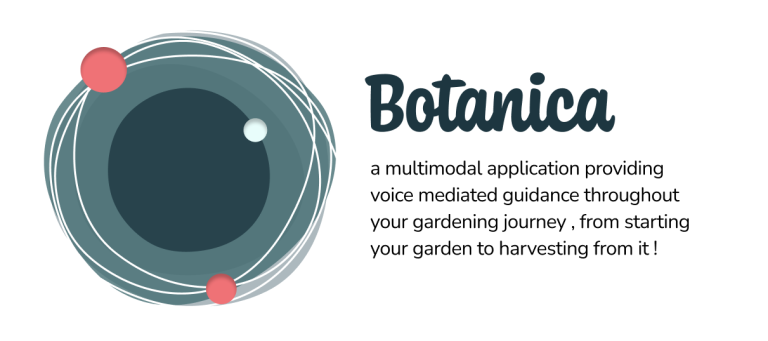 Botanica
a multimodal application providing
voice mediated guidance throughout
your gardening journey , from starting
your garden to harvesting from it !